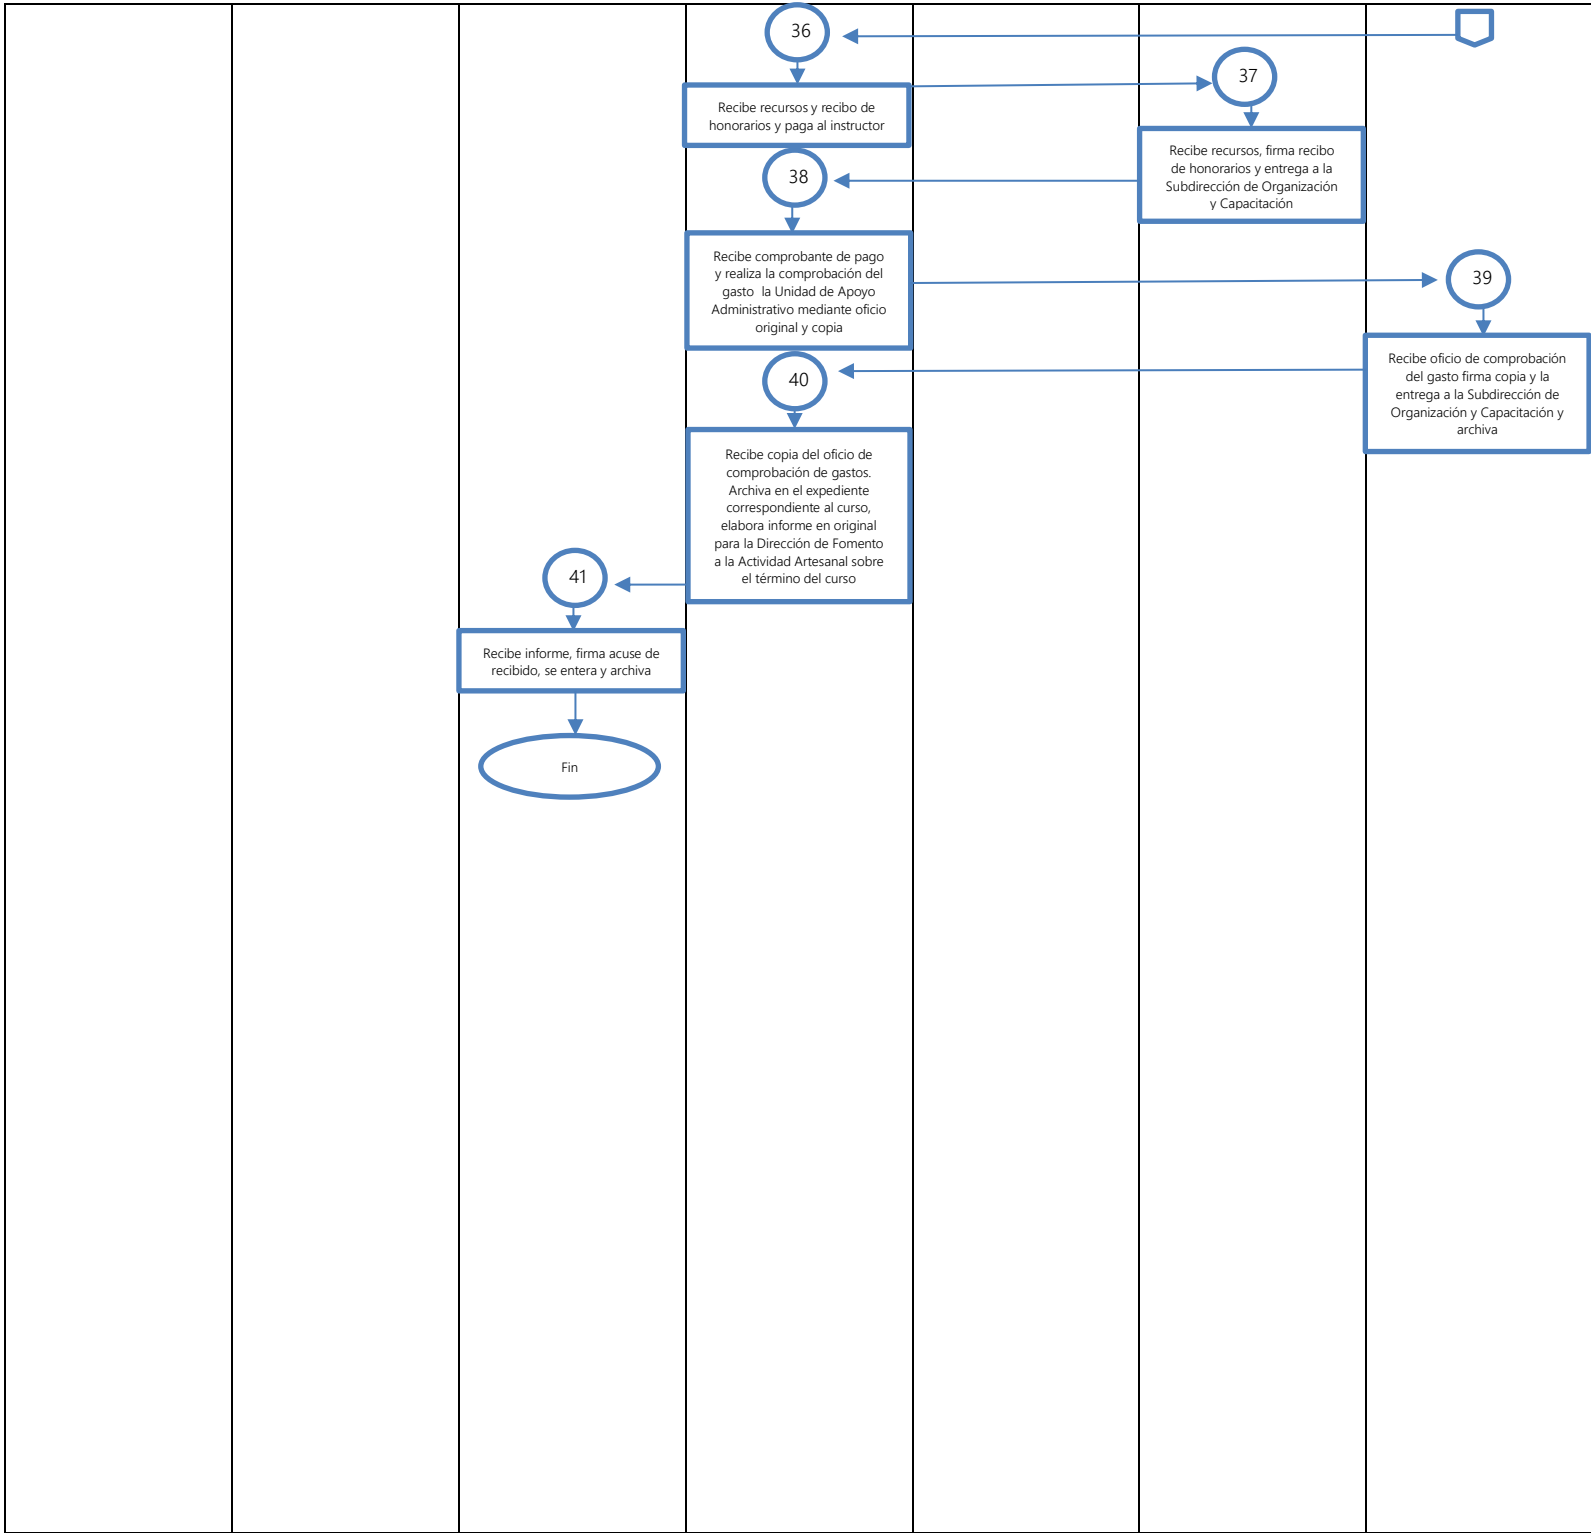 36
Recibe recursos y recibo de
honorarios y paga al instructor
37
Recibe recursos, firma recibo
de honorarios y entrega a la
Subdirección de Organización
y Capacitación
38
Recibe comprobante de pago
y realiza la comprobación del
gasto la Unidad de Apoyo
Administrativo mediante oficio
original y copia
39
Recibe oficio de comprobación
del gasto firma copia y la
entrega a la Subdirección de
Organización y Capacitación y
archiva
40
Recibe copia del oficio de
comprobación de gastos.
Archiva en el expediente
correspondiente al curso,
elabora informe en original
para la Dirección de Fomento
a la Actividad Artesanal sobre
el término del curso
41
Recibe informe, firma acuse de
recibido, se entera y archiva
Fin